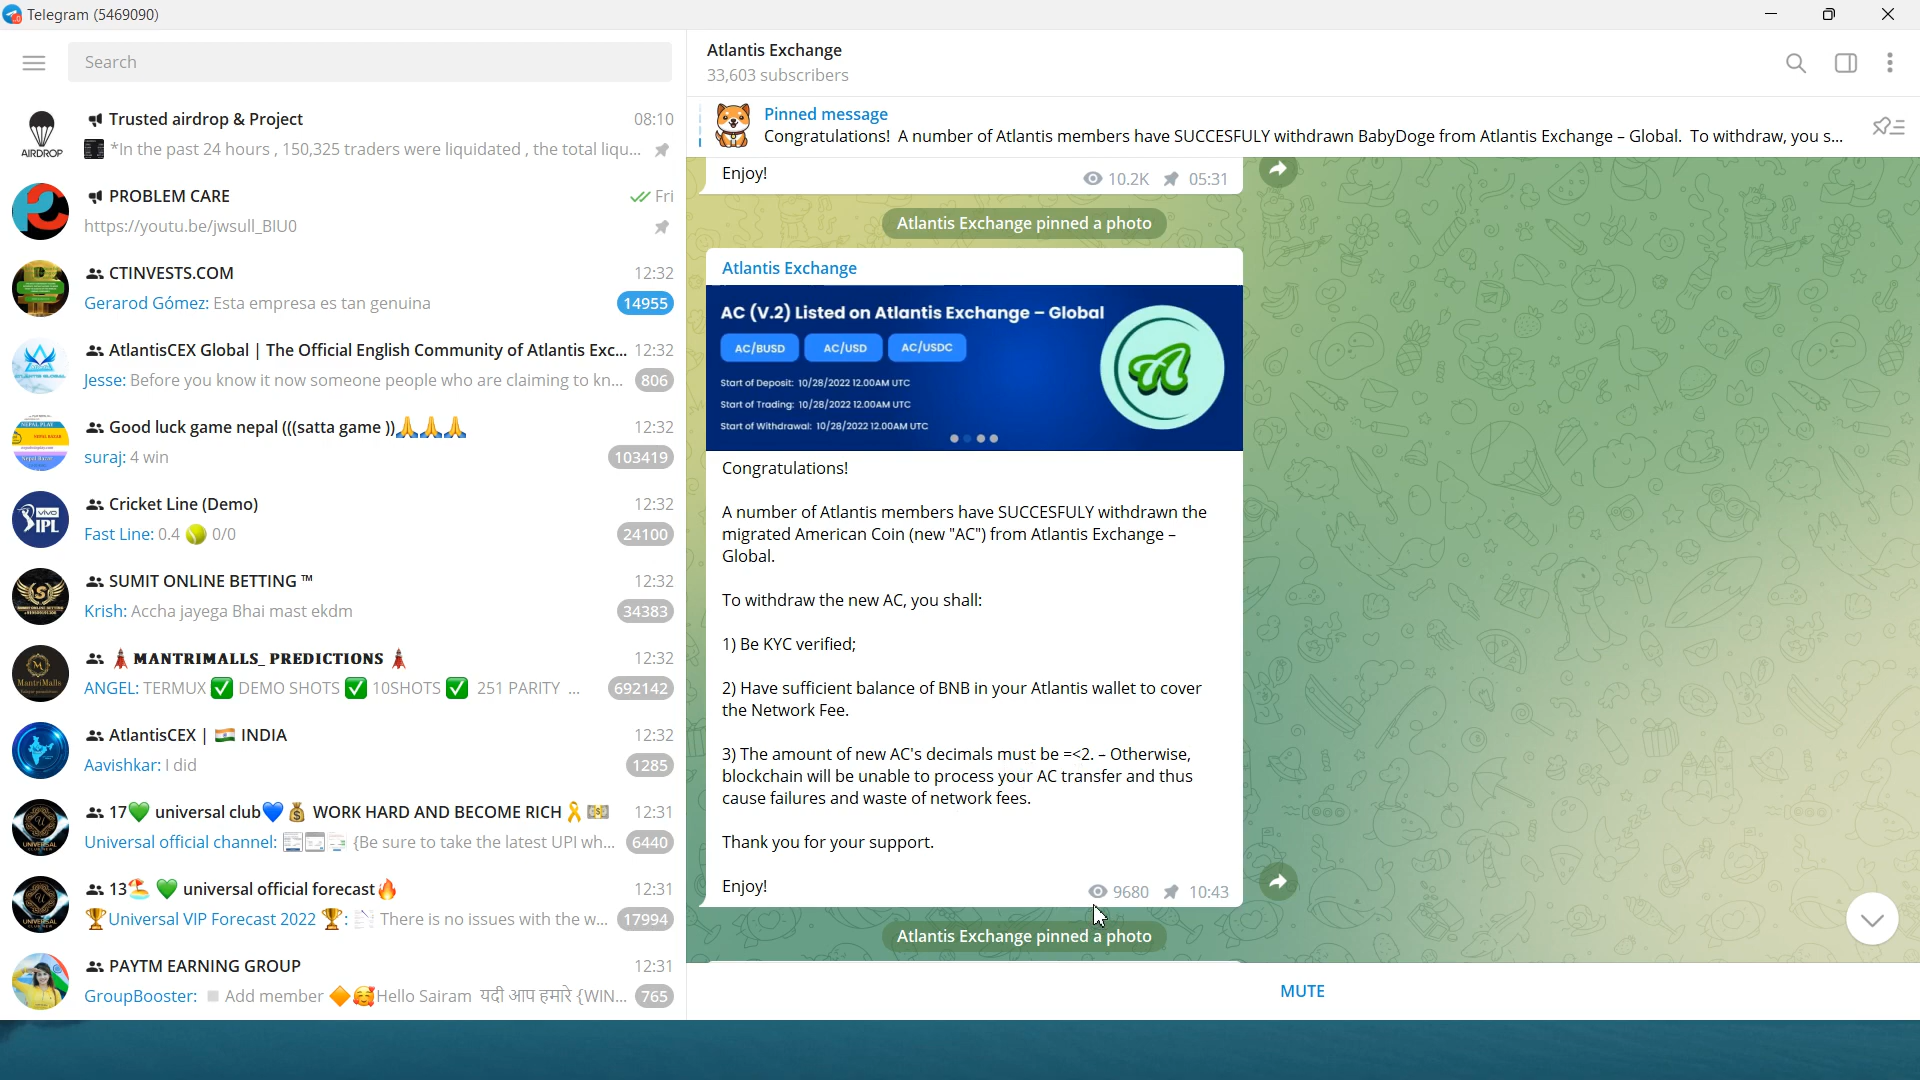 Telegram (5469090)
Search
Trusted airdrop & Project 08:10
AIRDROP
*In the past 24 hours , 150,325 traders were liquidated , the total liqu...
PROBLEM CARE Fri
https://youtu.be/jwsull_BIU0
CTINVESTS.COM 12:32
Gerarod Gómez: Esta empresa es tan genuina 14955
AtlantisCEX Global | The Official English Community of Atlantis Exc... 12:32
Jesse: Before you know it now someone people who are claiming to kn... 806
Good luck game nepal (((satta game ))🙏🙏🙏 12:32
suraj: 4 win 103419
Cricket Line (Demo) 12:32
vivo IPL
Fast Line: 0.4 🎾 0/0 24100
SUMIT ONLINE BETTING ™ 12:32
Krish: Accha jayega Bhai mast ekdm 34383
🗼 MANTRIMALLS_ PREDICTIONS 🗼 12:32
MantriMalls
ANGEL: TERMUX ✅ DEMO SHOTS ✅ 10SHOTS ✅ 251 PARITY ... 692142
AtlantisCEX | 🇮🇳 INDIA 12:32
Aavishkar: I did 1285
17💚 universal club💙💰 WORK HARD AND BECOME RICH🎗️💵 12:31
Universal official channel: {Be sure to take the latest UPI wh... 6440
13🏖️ 💚 universal official forecast🔥 12:31
🏆Universal VIP Forecast 2022 🏆: There is no issues with the w... 17994
PAYTM EARNING GROUP 12:31
GroupBooster: Add member 🔶🥰Hello Sairam यदी आप हमारे {WIN... 765
Atlantis Exchange
33,603 subscribers
Pinned message
Congratulations! A number of Atlantis members have SUCCESFULY withdrawn BabyDoge from Atlantis Exchange – Global. To withdraw, you s...
Enjoy!
10.2K 05:31
Atlantis Exchange pinned a photo
Atlantis Exchange
AC (V.2) Listed on Atlantis Exchange – Global
AC/BUSD AC/USD AC/USDC
Start of Deposit: 10/28/2022 12.00AM UTC
Start of Trading: 10/28/2022 12.00AM UTC
Start of Withdrawal: 10/28/2022 12.00AM UTC
Congratulations!
A number of Atlantis members have SUCCESFULY withdrawn the
migrated American Coin (new "AC") from Atlantis Exchange –
Global.
To withdraw the new AC, you shall:
1) Be KYC verified;
2) Have sufficient balance of BNB in your Atlantis wallet to cover
the Network Fee.
3) The amount of new AC's decimals must be =<2. – Otherwise,
blockchain will be unable to process your AC transfer and thus
cause failures and waste of network fees.
Thank you for your support.
Enjoy!
9680 10:43
Atlantis Exchange pinned a photo
MUTE